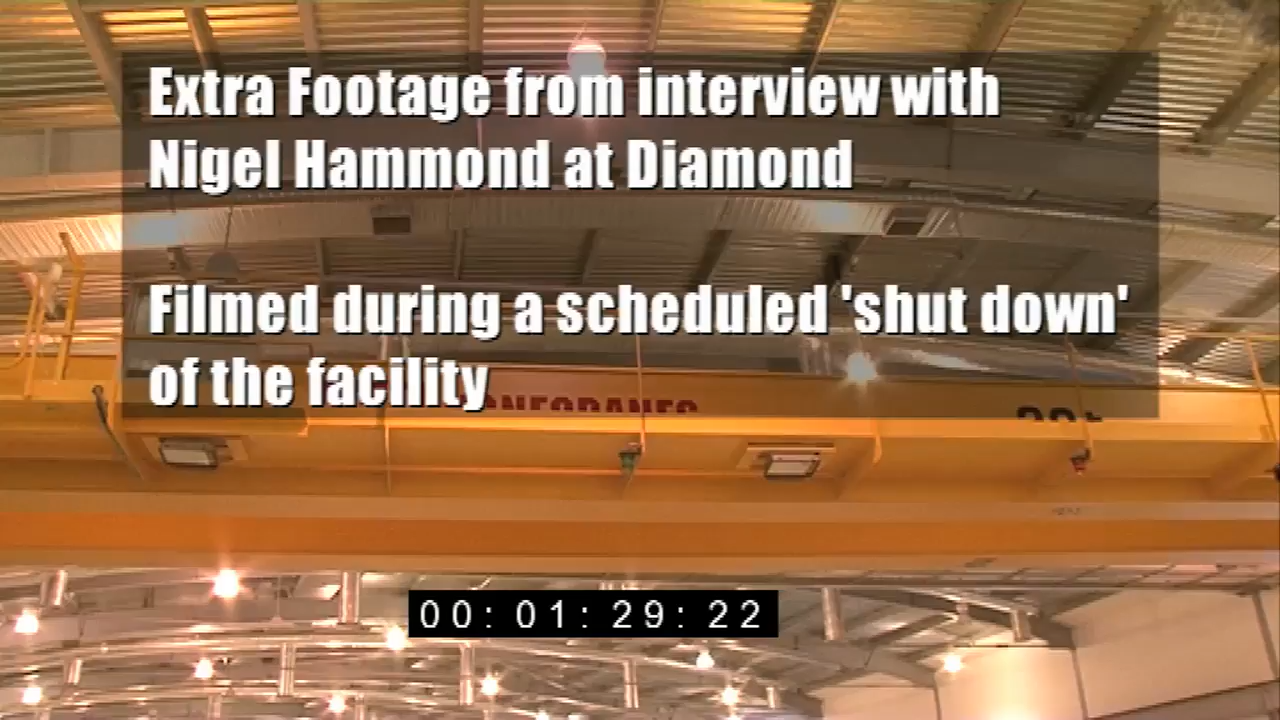 Extra Footage from interview with
Nigel Hammond at Diamond
Filmed during a scheduled 'shut down'
of the facility
00:01:29:22